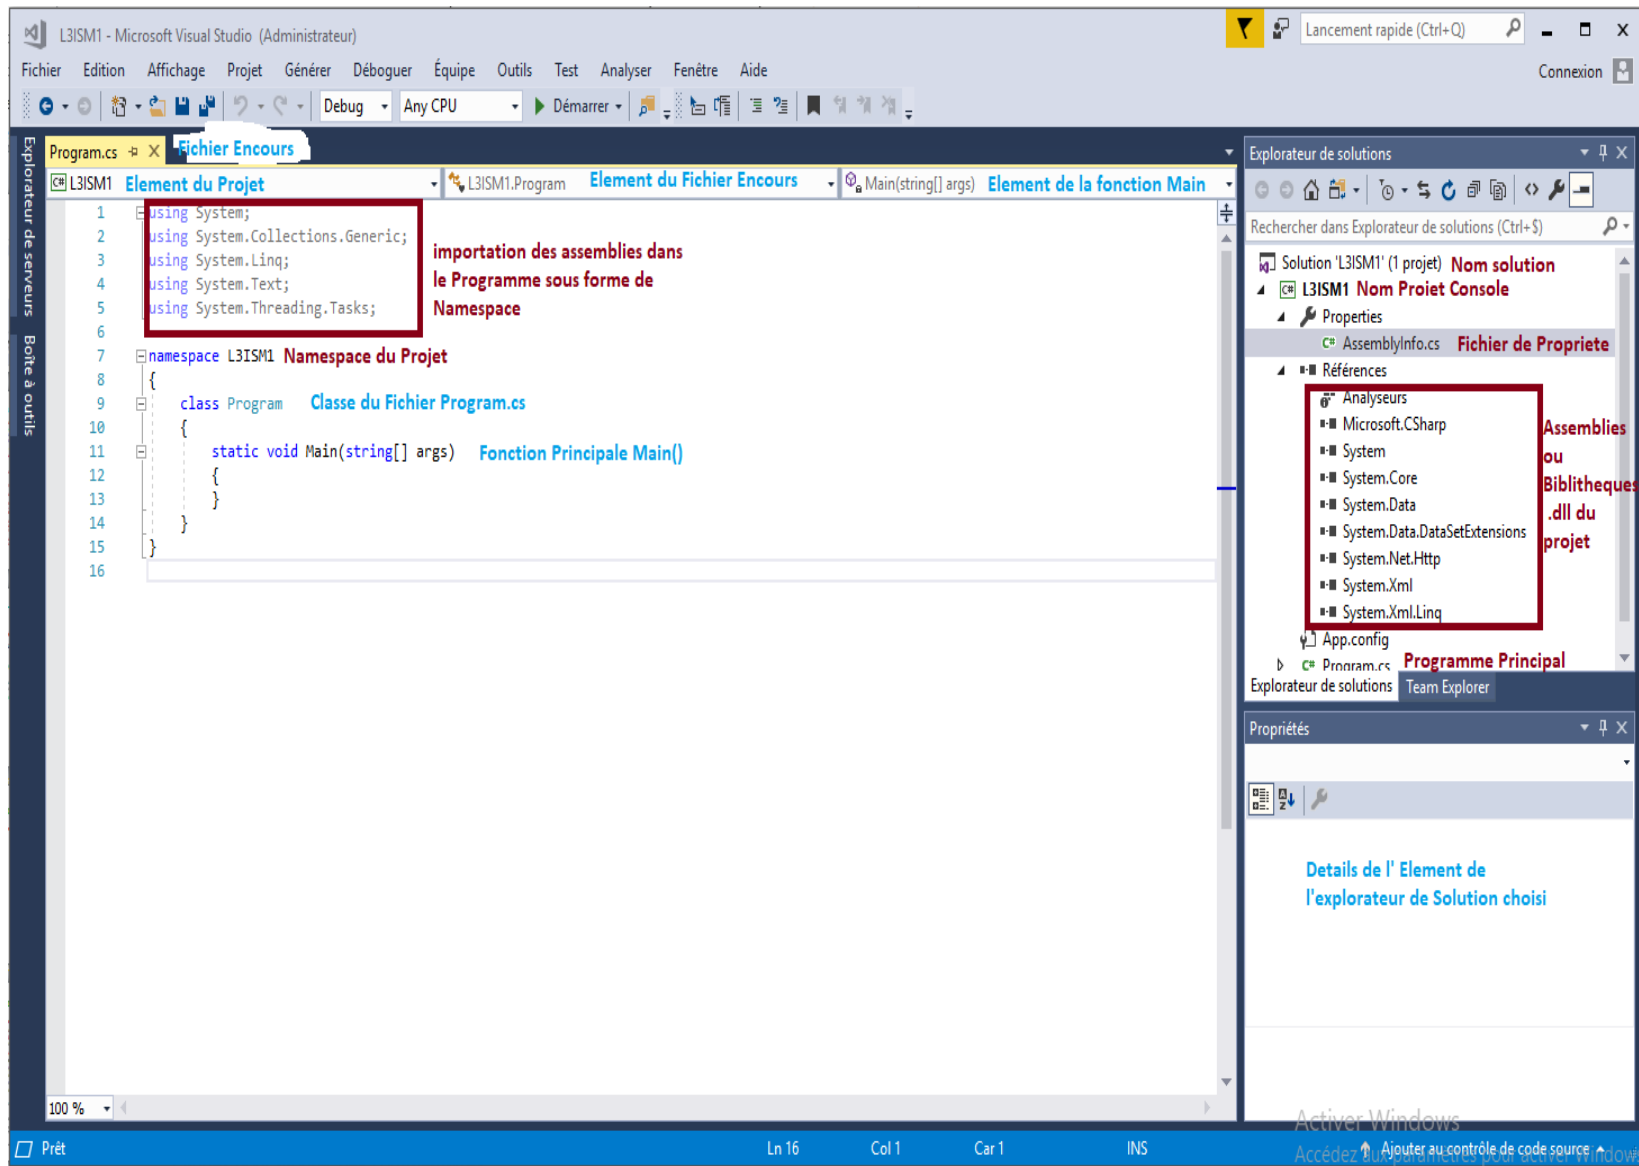 L3ISM1 - Microsoft Visual Studio (Administrateur)
Lancement rapide (Ctrl+Q)
Fichier Edition Affichage Projet Générer Déboguer Équipe Outils Test Analyser Fenêtre Aide
Connexion
Debug Any CPU Démarrer
Explorateur de serveurs
Boîte à outils
Program.cs Fichier Encours
L3ISM1 Element du Projet L3ISM1.Program Element du Fichier Encours Main(string[] args) Element de la fonction Main
1 using System;
2 using System.Collections.Generic;
3 using System.Linq;
4 using System.Text;
5 using System.Threading.Tasks;
importation des assemblies dans
le Programme sous forme de
Namespace
6
7 namespace L3ISM1 Namespace du Projet
8 {
9 class Program Classe du Fichier Program.cs
10 {
11 static void Main(string[] args) Fonction Principale Main()
12 {
13 }
14 }
15 }
16
100 %
Explorateur de solutions
Rechercher dans Explorateur de solutions (Ctrl+$)
Solution 'L3ISM1' (1 projet) Nom solution
L3ISM1 Nom Proiet Console
Properties
AssemblyInfo.cs Fichier de Propriete
Références
Analyseurs
Microsoft.CSharp
System
System.Core
System.Data
System.Data.DataSetExtensions
System.Net.Http
System.Xml
System.Xml.Linq
Assemblies
ou
Biblitheques
.dll du
projet
App.config
Program.cs Programme Principal
Explorateur de solutions Team Explorer
Propriétés
Details de l' Element de
l'explorateur de Solution choisi
Activer Windows
Accédez aux paramètres pour activer Windows
Prêt Ln 16 Col 1 Car 1 INS Ajouter au contrôle de code source